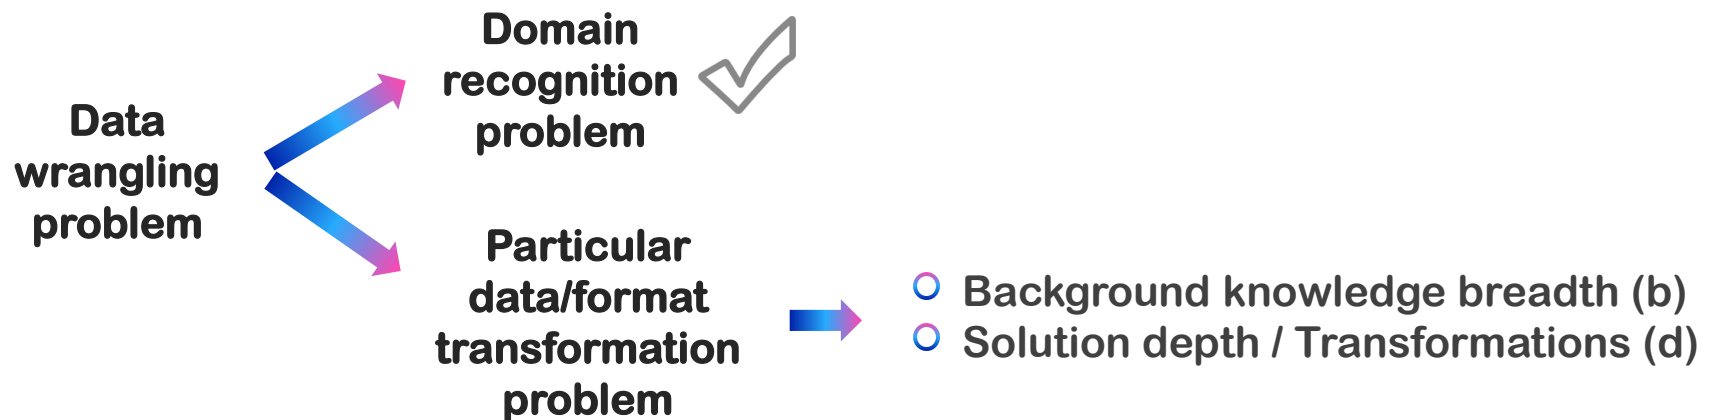 Data
wrangling
problem
Domain
recognition
problem
Particular
data/format
transformation
problem
Background knowledge breadth (b)
Solution depth / Transformations (d)